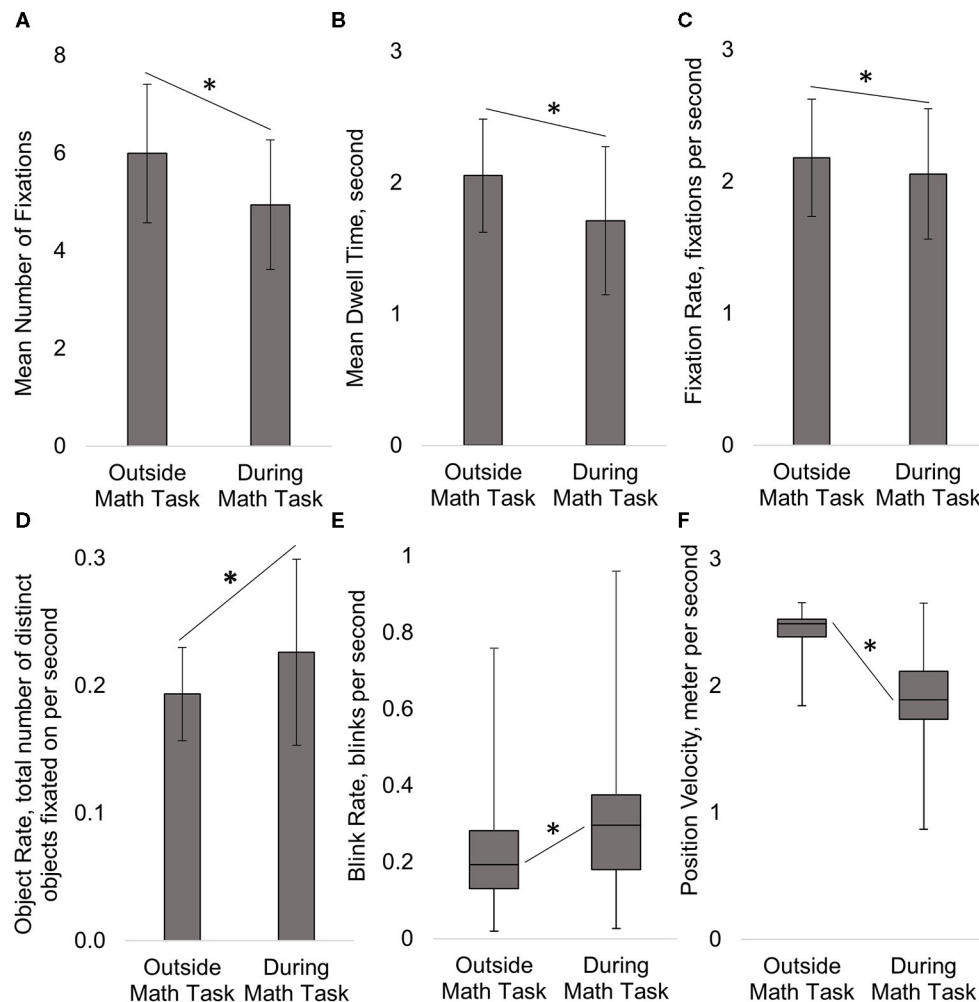 A
Mean Number of Fixations
8
6
4
2
0
*
Outside
Math Task
During
Math Task
B
Mean Dwell Time, second
3
2
1
0
*
Outside
Math Task
During
Math Task
C
Fixation Rate, fixations per second
3
2
1
0
*
Outside
Math Task
During
Math Task
D
Object Rate, total number of distinct
objects fixated on per second
0.3
0.2
0.1
0.0
*
Outside
Math Task
During
Math Task
E
Blink Rate, blinks per second
1
0.8
0.6
0.4
0.2
0
*
Outside
Math Task
During
Math Task
F
Position Velocity, meter per second
3
2
1
0
*
Outside
Math Task
During
Math Task